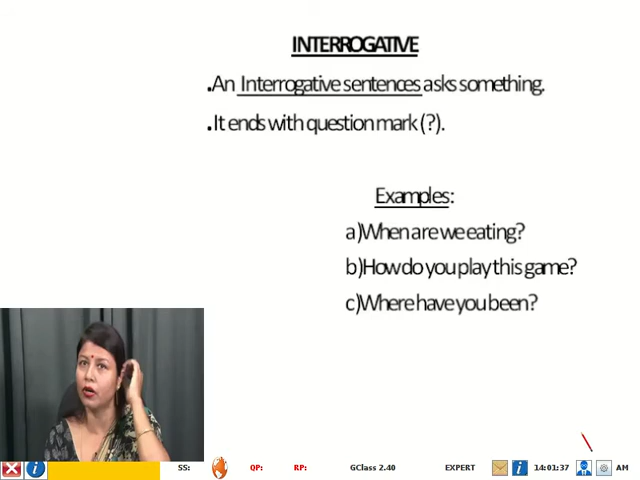 INTERROGATIVE
.An Interrogative sentences asks something.
.It ends with question mark (?).
Examples:
a)When are we eating?
b)How do you play this game?
c)Where have you been?
SS: QP: RP: GClass 2.40 EXPERT 14:01:37 AM